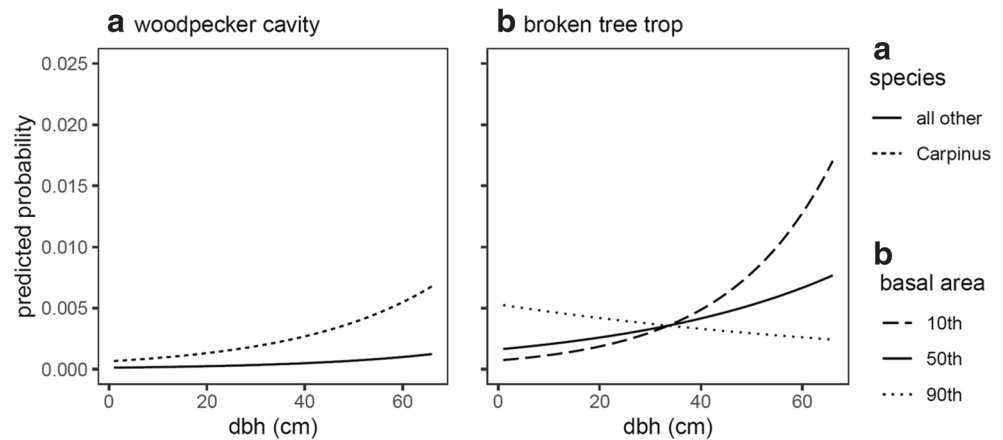 a woodpecker cavity
b broken tree trop
predicted probability
0.025
0.020
0.015
0.010
0.005
0.000
0 20 40 60
dbh (cm)
0 20 40 60
dbh (cm)
a
species
all other
Carpinus
b
basal area
10th
50th
90th